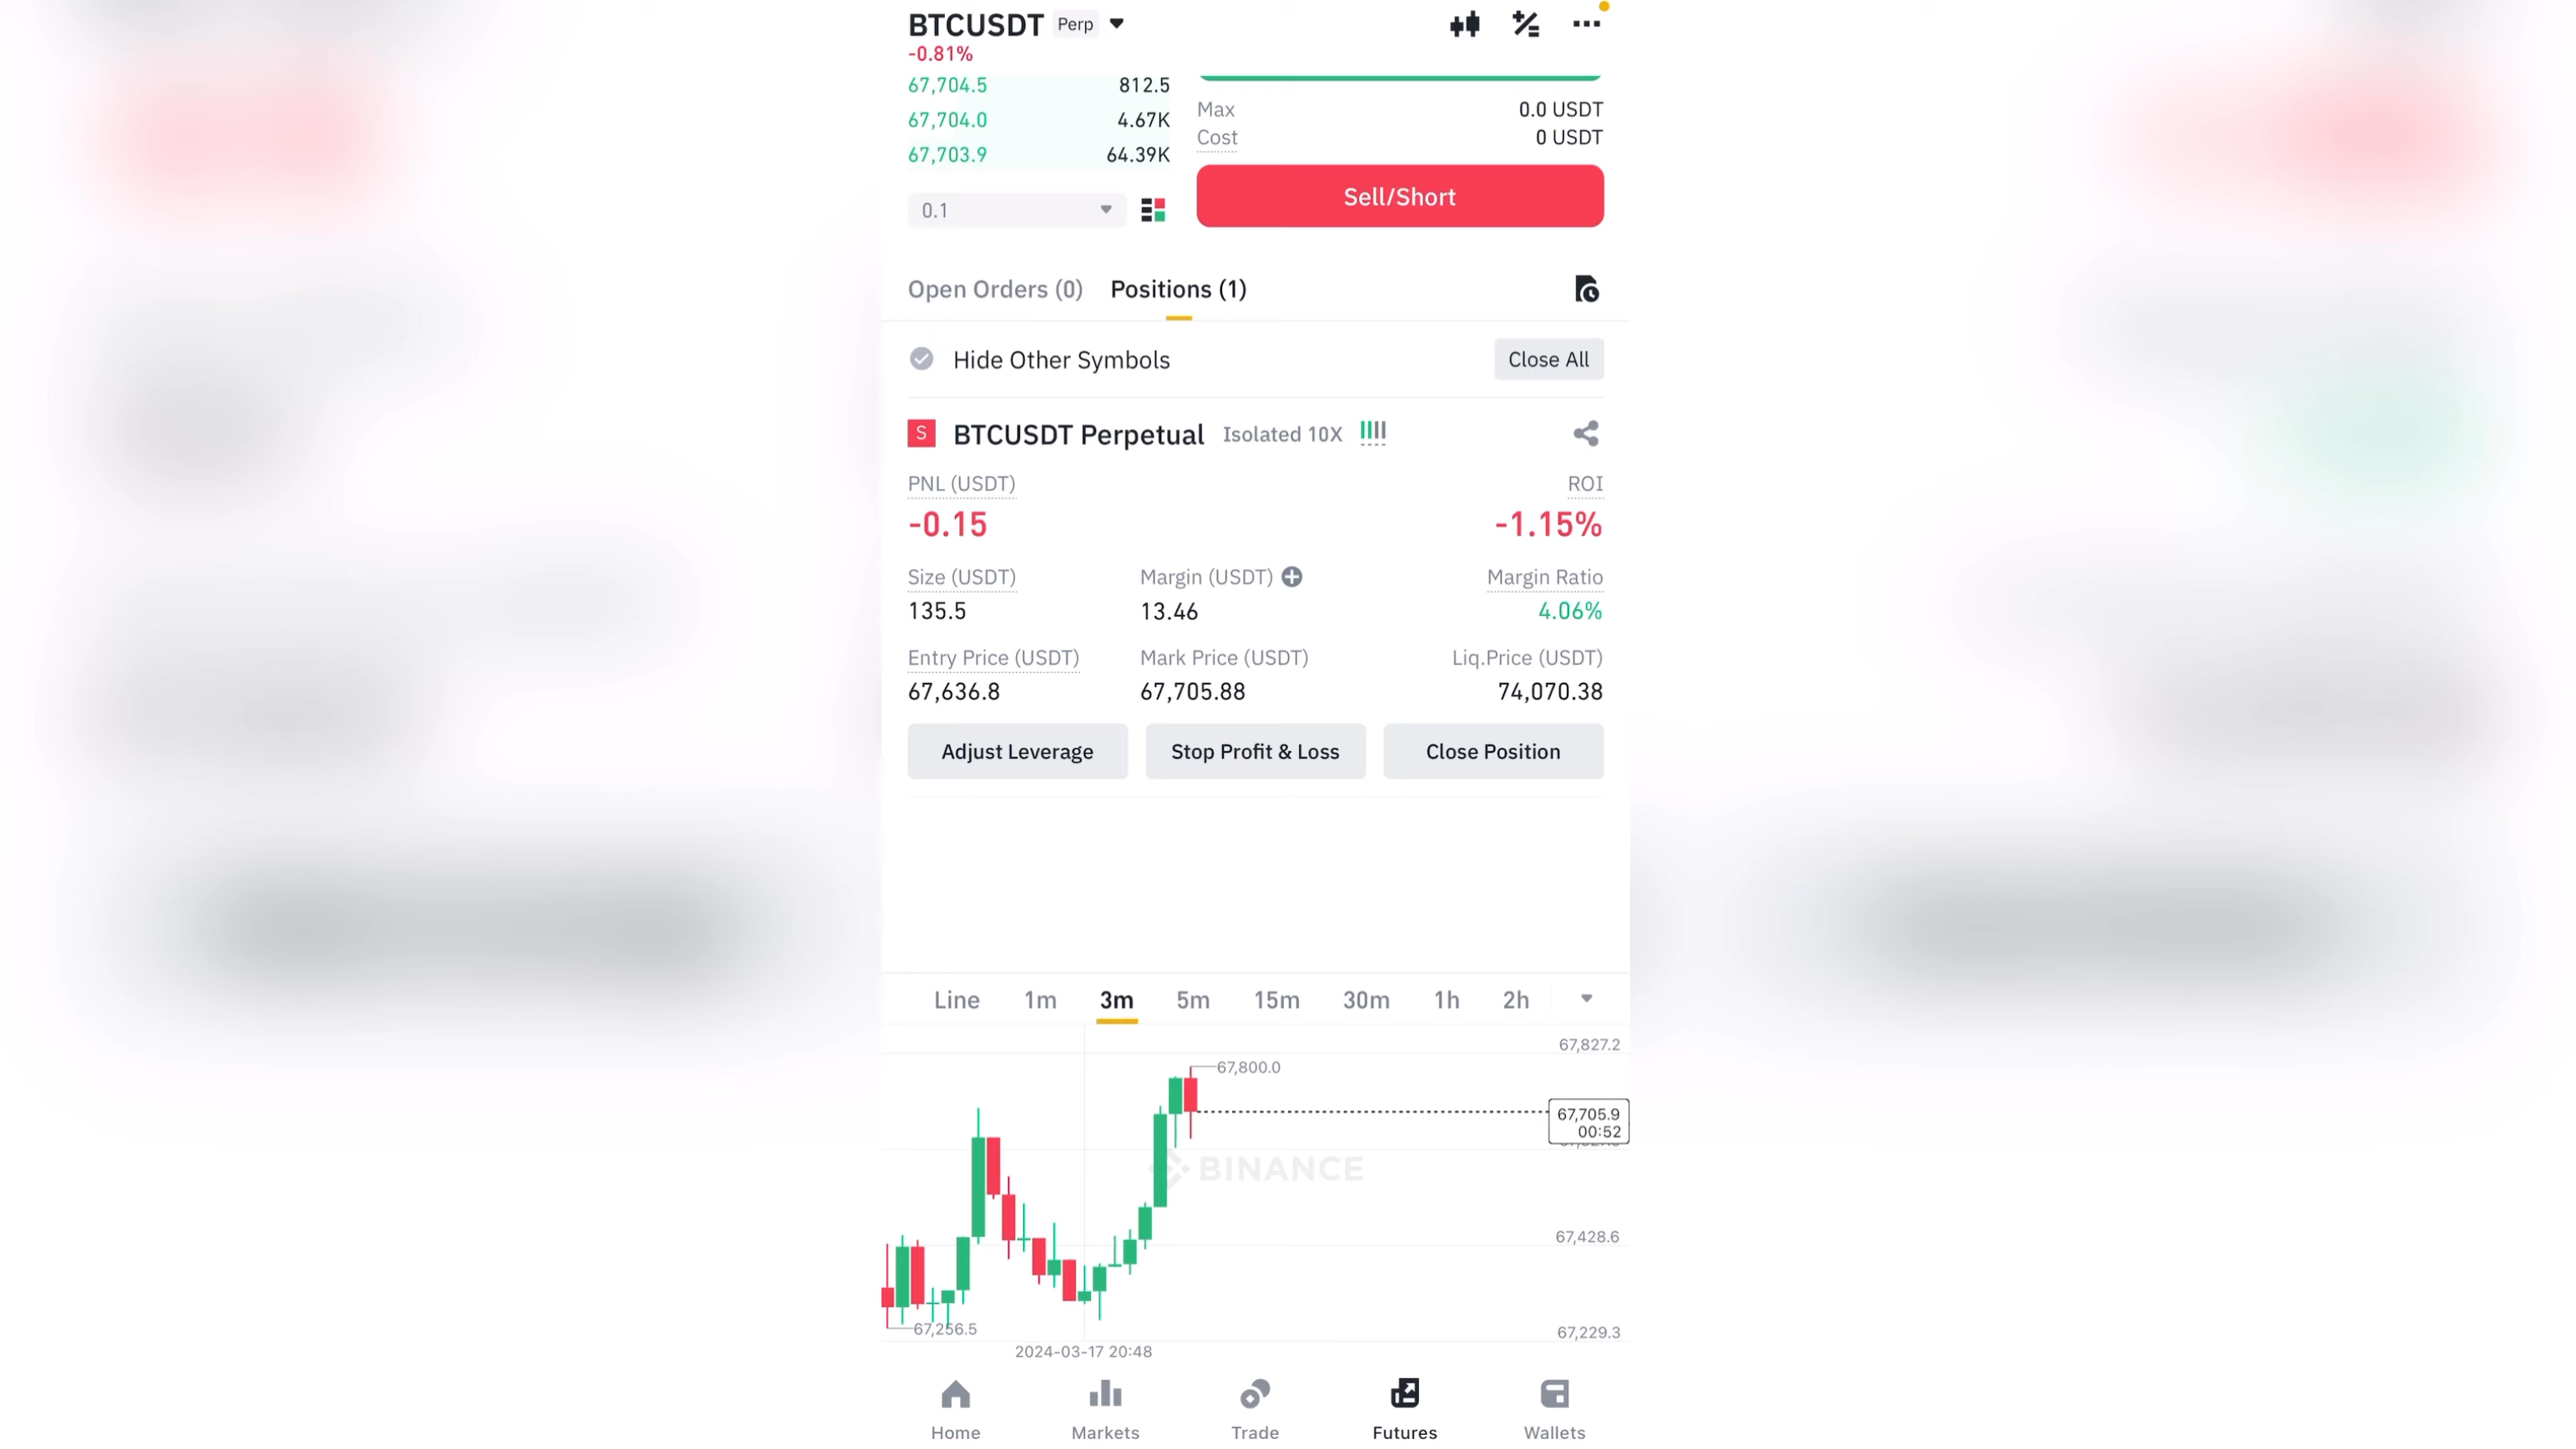 BTCUSDT Perp
-0.81%
67,704.5 812.5
67,704.0 4.67K
67,703.9 64.39K
0.1
Max 0.0 USDT
Cost 0 USDT
Sell/Short
Open Orders (0) Positions (1)
Hide Other Symbols Close All
S BTCUSDT Perpetual Isolated 10X
PNL (USDT) ROI
-0.15 -1.15%
Size (USDT) Margin (USDT) Margin Ratio
135.5 13.46 4.06%
Entry Price (USDT) Mark Price (USDT) Liq.Price (USDT)
67,636.8 67,705.88 74,070.38
Adjust Leverage Stop Profit & Loss Close Position
Line 1m 3m 5m 15m 30m 1h 2h
67,827.2
67,800.0
67,705.9
00:52
BINANCE
67,428.6
67,256.5
67,229.3
2024-03-17 20:48
Home Markets Trade Futures Wallets